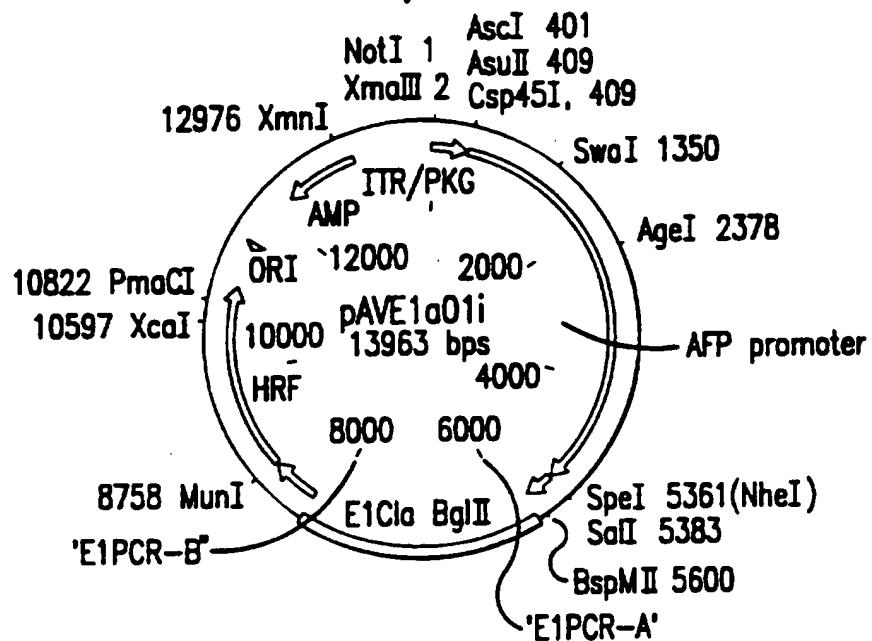 NotI 1
XmaIII 2
AscI 401
AsuII 409
Csp45I, 409
12976 XmnI
SwaI 1350
ITR/PKG
AMP
AgeI 2378
ORI
12000
2000
10822 PmaCI
10597 XcaI
pAVE1a01i
13963 bps
10000
AFP promoter
4000
HRF
8000
6000
8758 MunI
E1Cla BglII
SpeI 5361(NheI)
SalI 5383
'E1PCR-B"
BspMII 5600
'E1PCR-A'